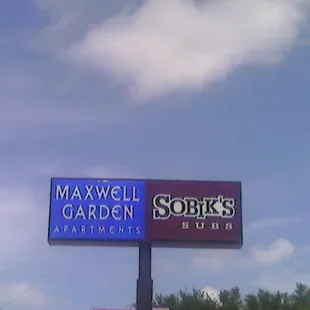 MAXWELL
GARDEN
APARTMENTS
SOBIK'S
SUBS